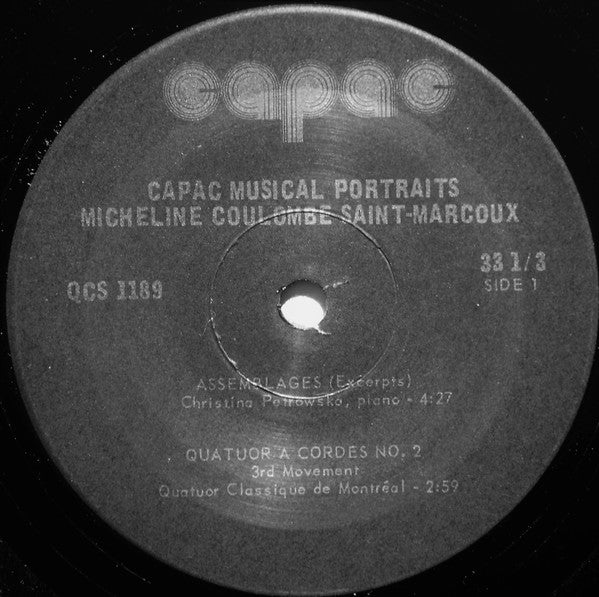 capac
CAPAC MUSICAL PORTRAITS
MICHELINE COULOMBE SAINT-MARCOUX
QCS 1189
33 1/3
SIDE 1
ASSEMBLAGES (Excerpts)
Christina Petrowska, piano - 4:27
QUATUOR A CORDES NO. 2
3rd Movement
Quatuor Classique de Montréal - 2:59